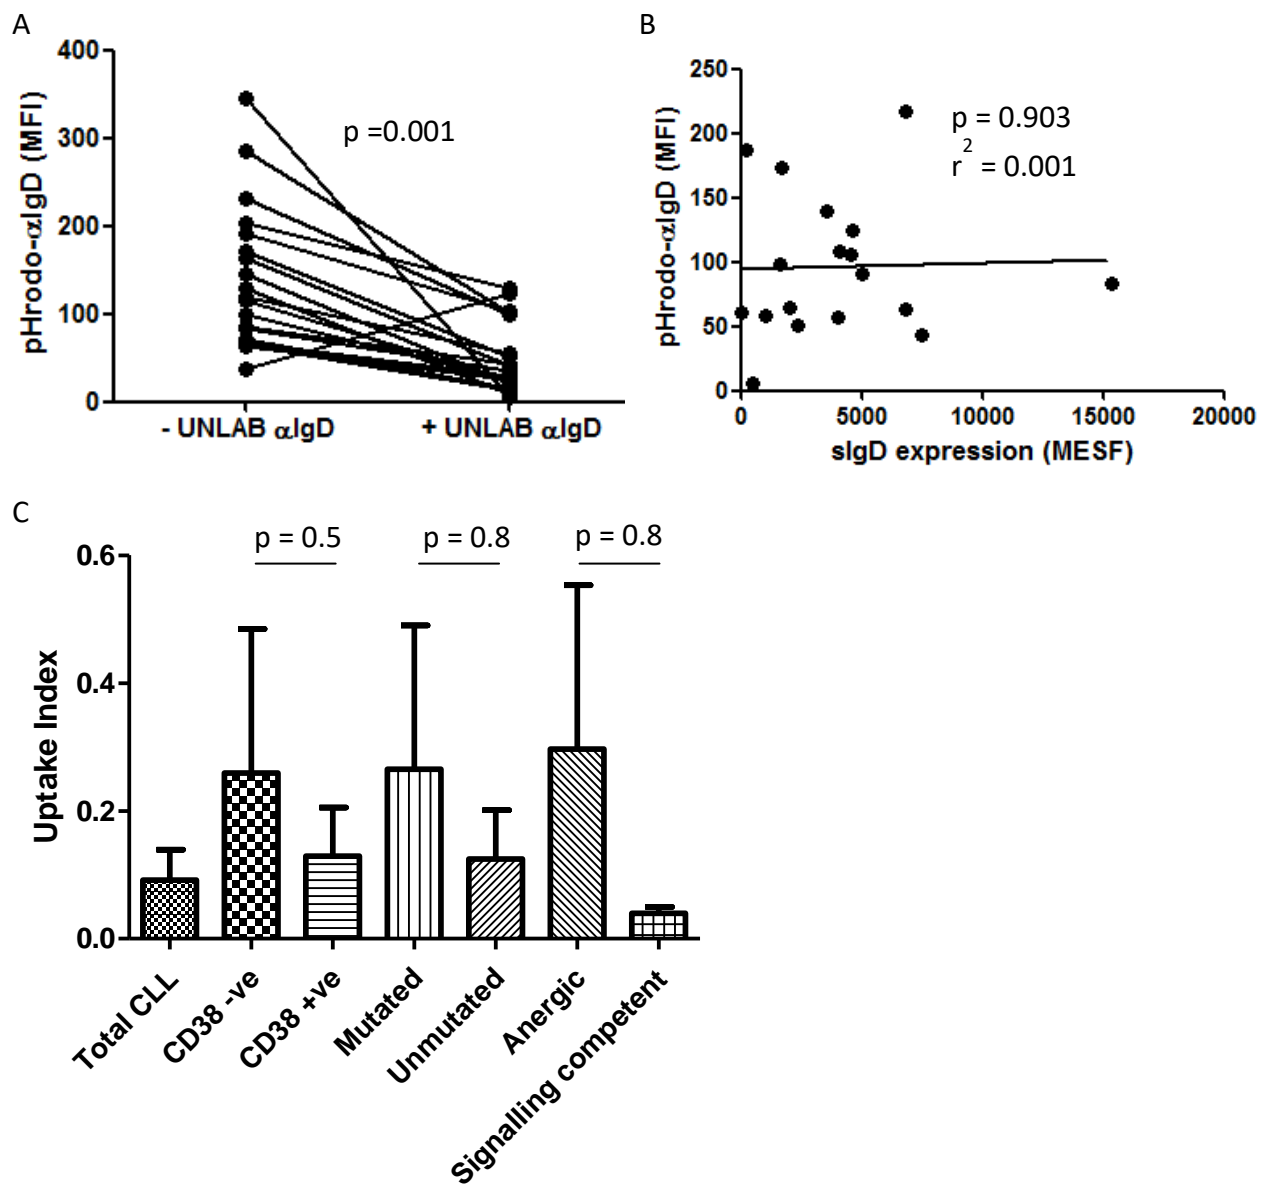 A
pHrodo-αIgD (MFI)
400
300
200
100
0
p =0.001
- UNLAB αIgD
+ UNLAB αIgD
B
pHrodo-αIgD (MFI)
250
200
150
100
50
0
p = 0.903
r² = 0.001
0
5000
10000
15000
20000
sIgD expression (MESF)
C
Uptake Index
0.6
0.4
0.2
0.0
p = 0.5
p = 0.8
p = 0.8
Total CLL
CD38 -ve
CD38 +ve
Mutated
Unmutated
Anergic
Signalling competent